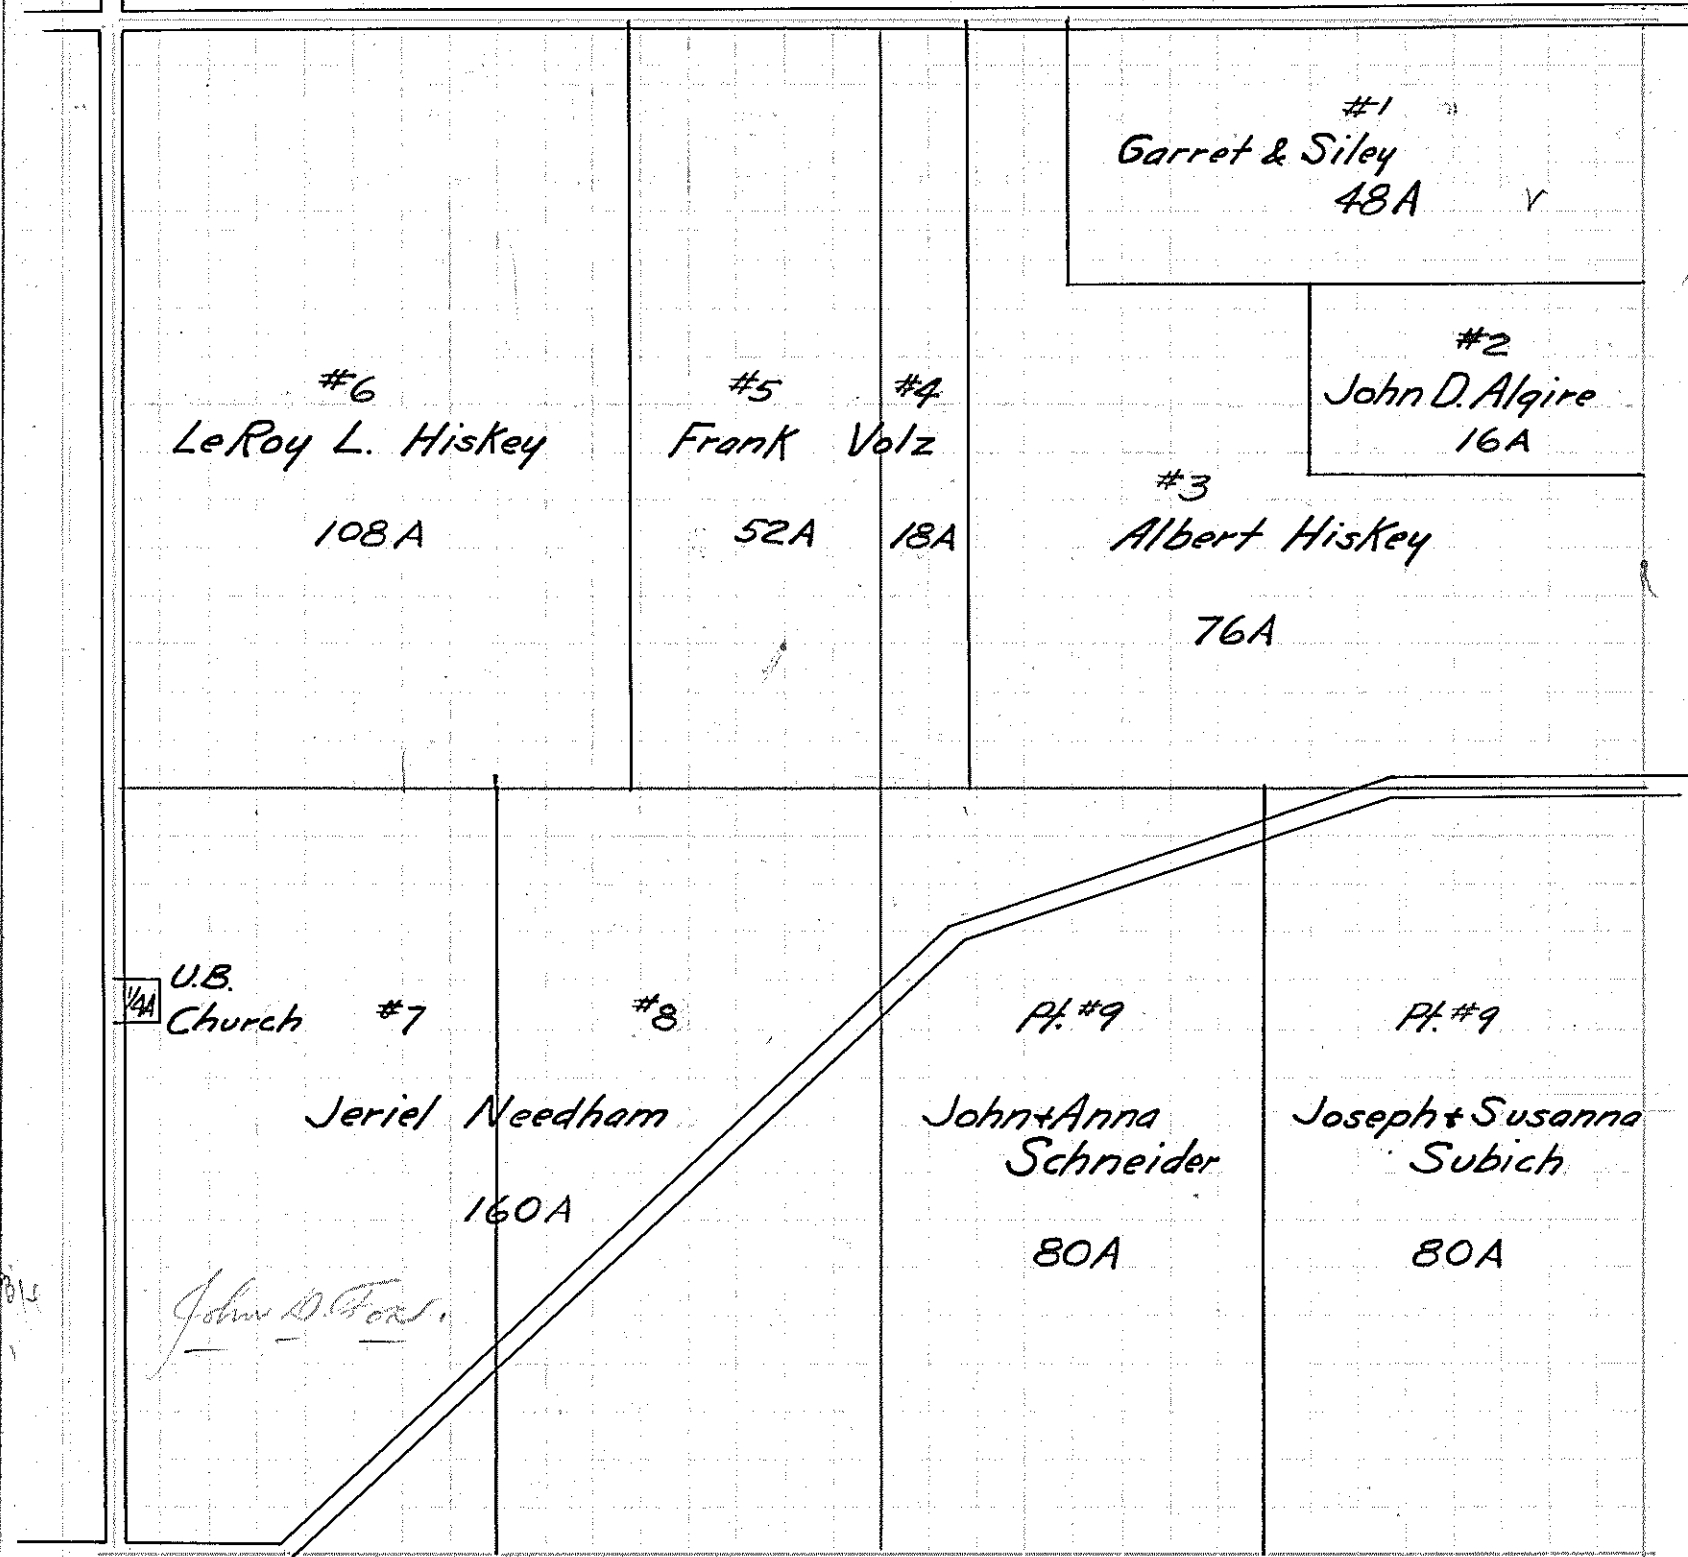 #1
Garret & Siley
48A
#2
John D. Algire
16A
#6
LeRoy L. Hiskey
108A
#5 #4
Frank Volz
52A 18A
#3
Albert Hiskey
76A
1/4A
U.B.
Church
#7 #8
Jeriel Needham
160A
Pt. #9
John + Anna
Schneider
80A
Pt. #9
Joseph + Susanna
Subich
80A
John D.